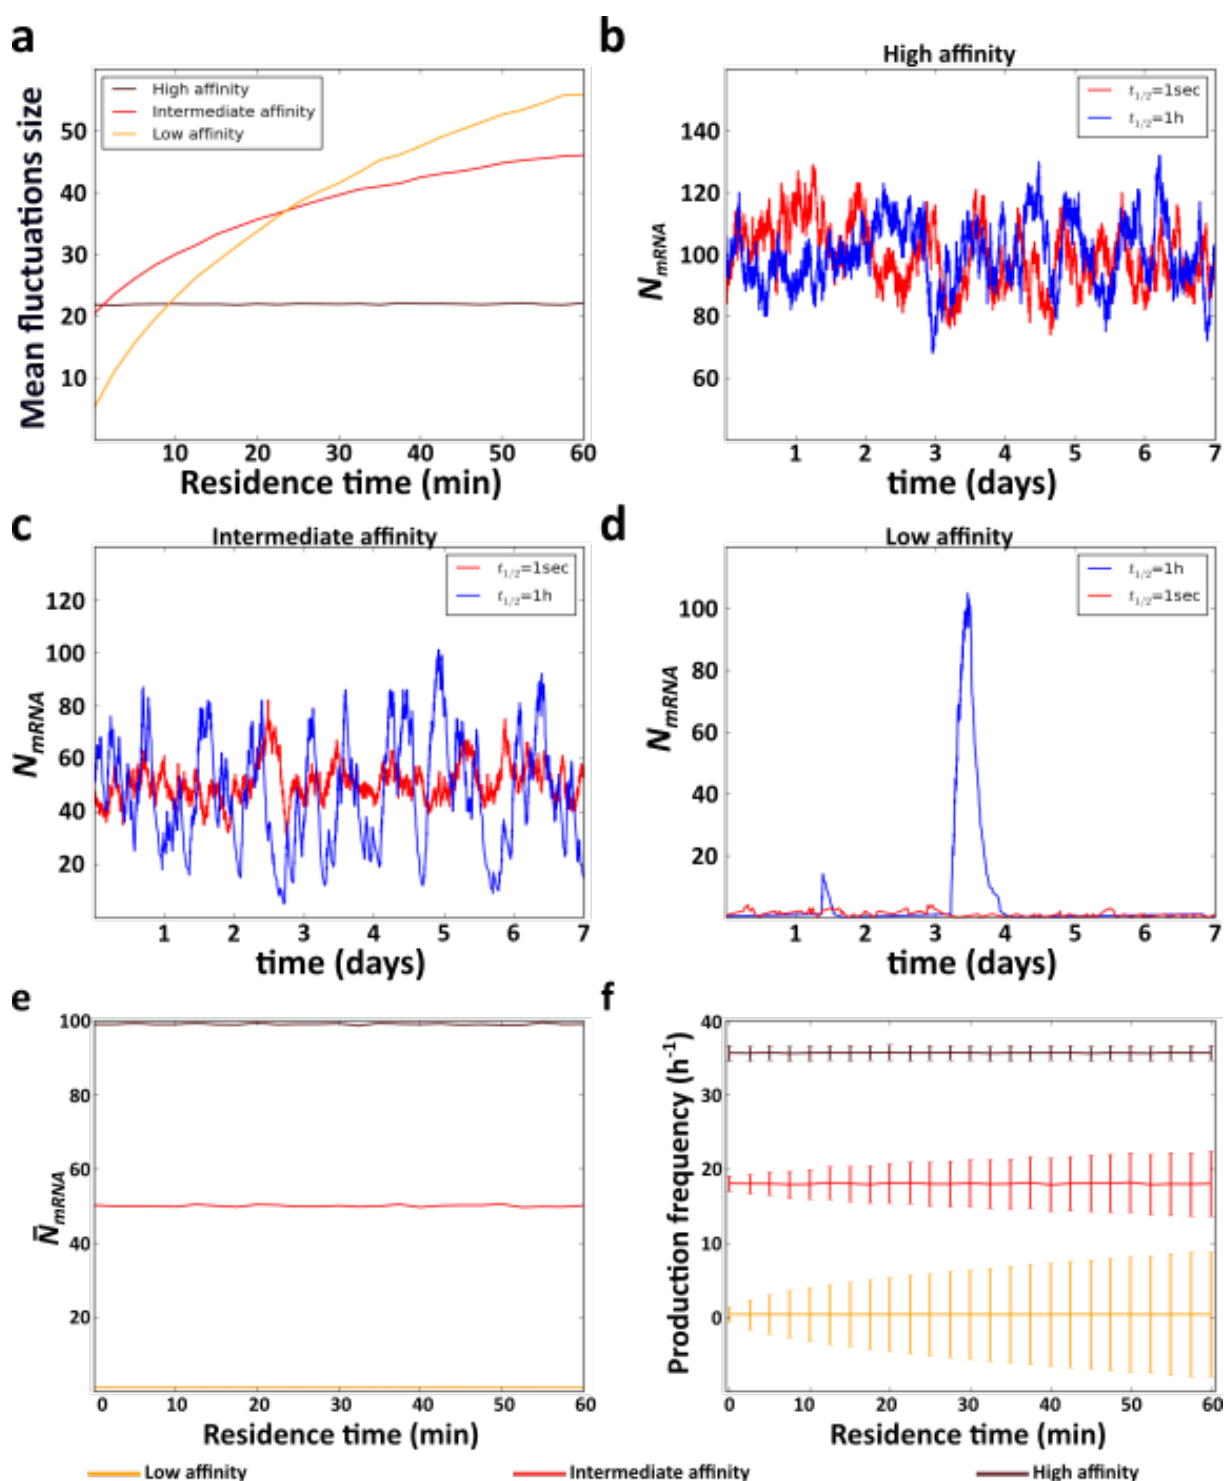 a
High affinity
Intermediate affinity
Low affinity
50
40
30
20
10
Mean fluctuations size
10 20 30 40 50 60
Residence time (min)
b
High affinity
t1/2=1sec
t1/2=1h
140
120
100
80
60
NmRNA
1 2 3 4 5 6 7
time (days)
c
Intermediate affinity
t1/2=1sec
t1/2=1h
120
100
80
60
40
20
NmRNA
1 2 3 4 5 6 7
time (days)
d
Low affinity
t1/2=1h
t1/2=1sec
100
80
60
40
20
NmRNA
1 2 3 4 5 6 7
time (days)
e
100
80
60
40
20
N̄mRNA
0 10 20 30 40 50 60
Residence time (min)
f
40
30
20
10
0
Production frequency (h-1)
0 10 20 30 40 50 60
Residence time (min)
Low affinity Intermediate affinity High affinity